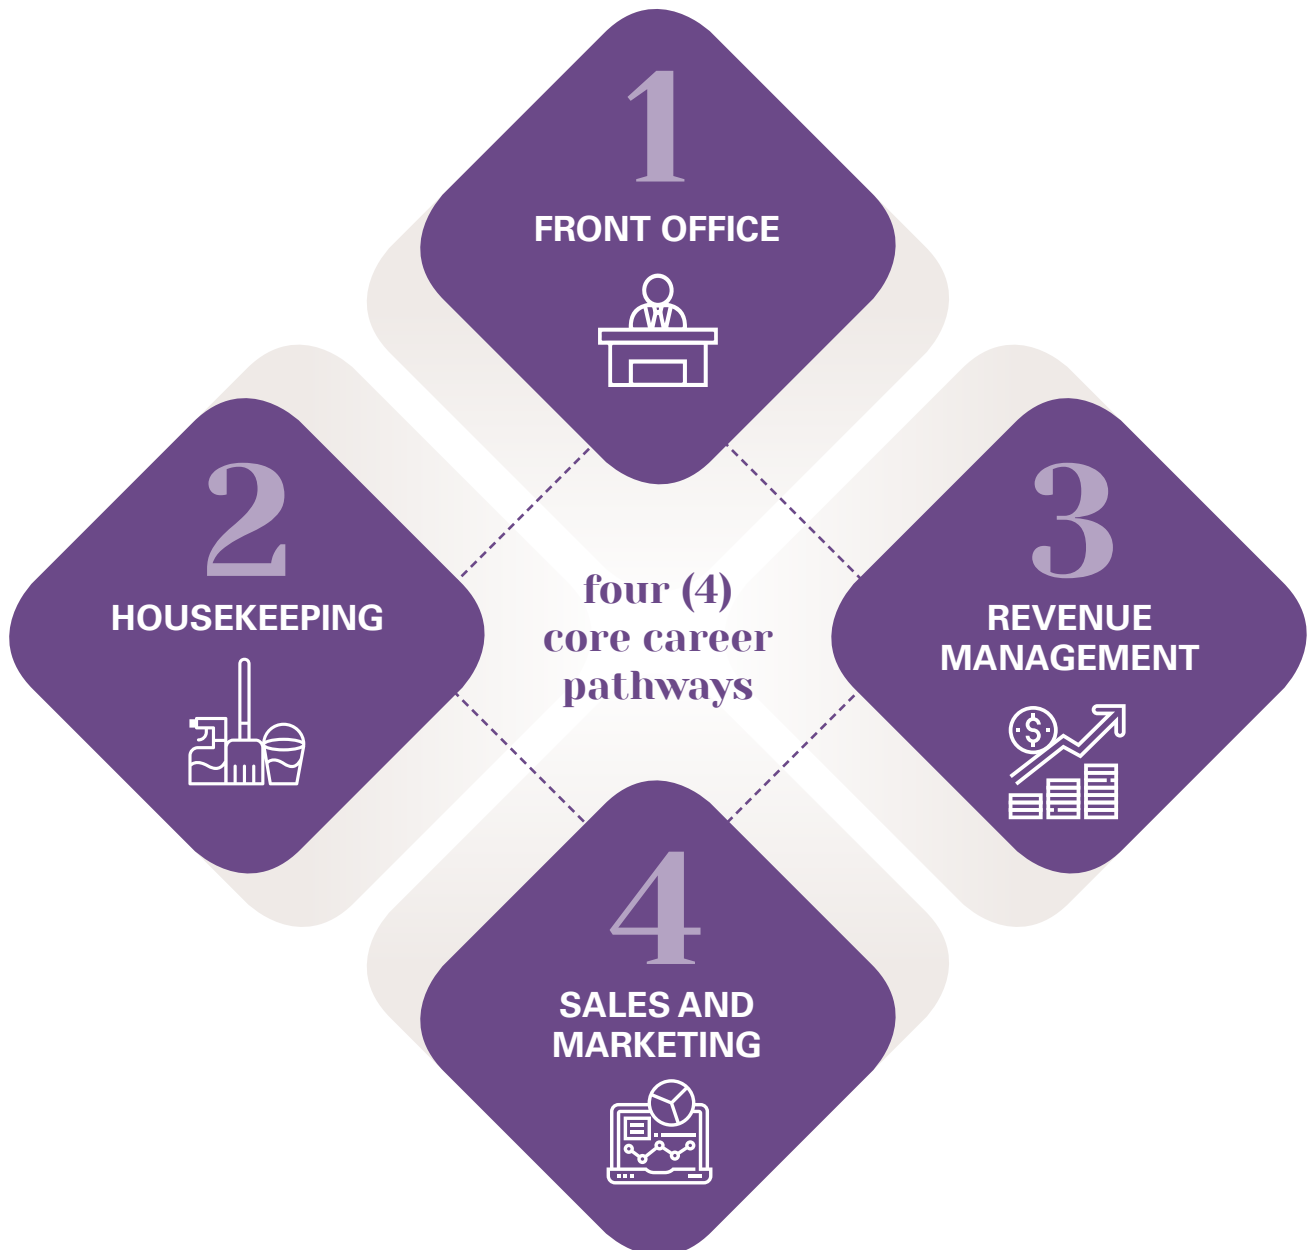 1
FRONT OFFICE
2
HOUSEKEEPING
3
REVENUE
MANAGEMENT
four (4)
core career
pathways
4
SALES AND
MARKETING